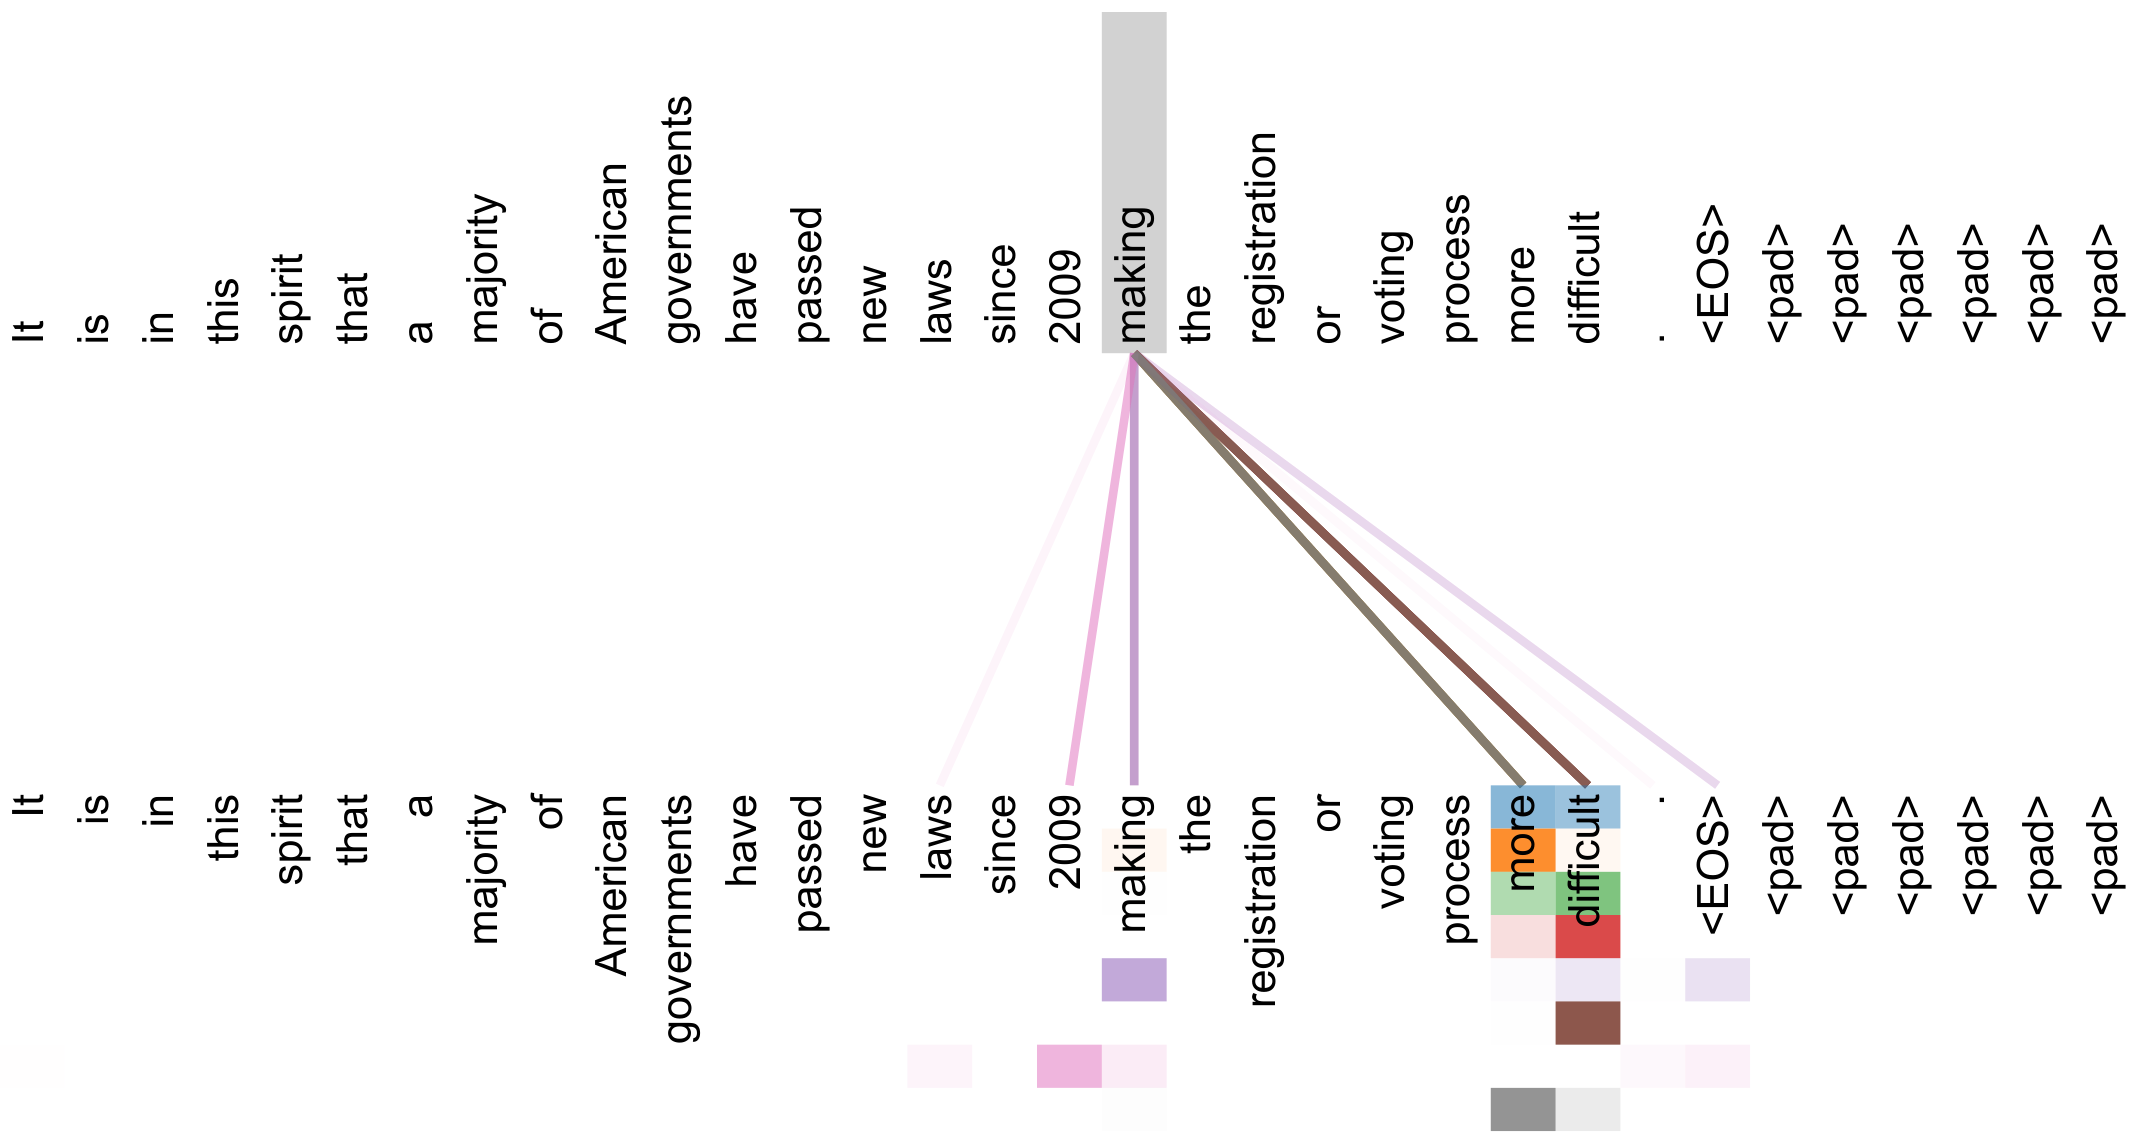 It is in this spirit that a majority of American governments have passed new laws since 2009 making the registration or voting process more difficult . <EOS> <pad> <pad> <pad> <pad> <pad> <pad>
It is in this spirit that a majority of American governments have passed new laws since 2009 making the registration or voting process more difficult . <EOS> <pad> <pad> <pad> <pad> <pad> <pad>